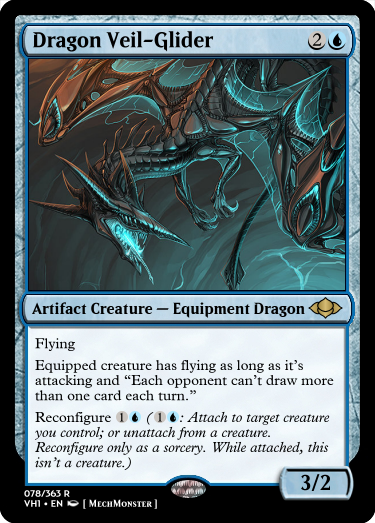 Dragon Veil-Glider 2
Artifact Creature — Equipment Dragon
Flying
Equipped creature has flying as long as it's
attacking and “Each opponent can't draw more
than one card each turn.”
Reconfigure 1 (1 : Attach to target creature
you control; or unattach from a creature.
Reconfigure only as a sorcery. While attached, this
isn't a creature.)
3/2
078/363 R
VH1 • EN [ MechMonster ]